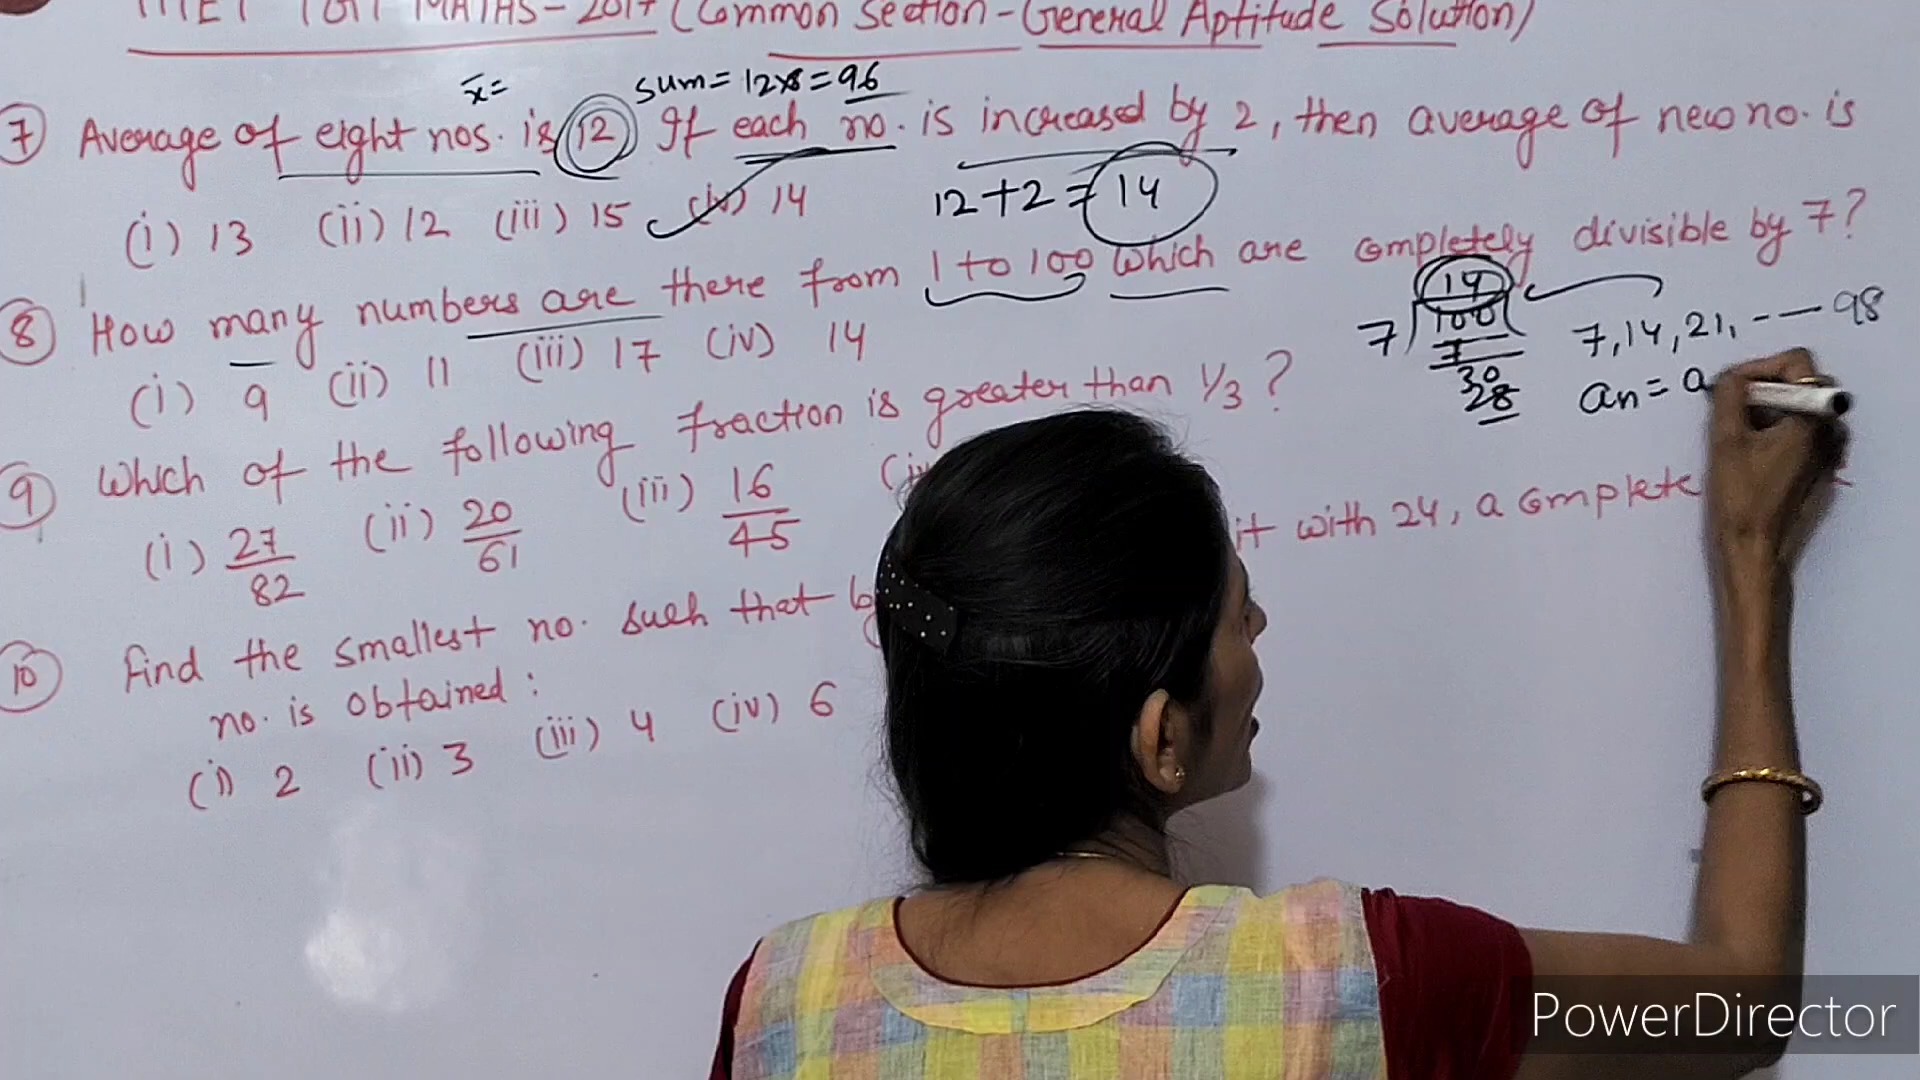 TGT MATHS-2017 (Common Section-General Aptitude Solution)
x̄= sum=12x8=96
7 Average of eight nos. is 12 If each no. is increased by 2, then average of new no. is
(i) 13 (ii) 12 (iii) 15 (iv) 14 12+2=14
8 How many numbers are there from 1 to 100 which are completely divisible by 7?
(i) 9 (ii) 11 (iii) 17 (iv) 14
14
7 100 7,14,21,---98
7
30 an=a
28
9 Which of the following fraction is greater than 1/3?
(i) 27/82 (ii) 20/61 (iii) 16/45
10 Find the smallest no. such that it with 24, a complete
no. is obtained:
(i) 2 (ii) 3 (iii) 4 (iv) 6
PowerDirector